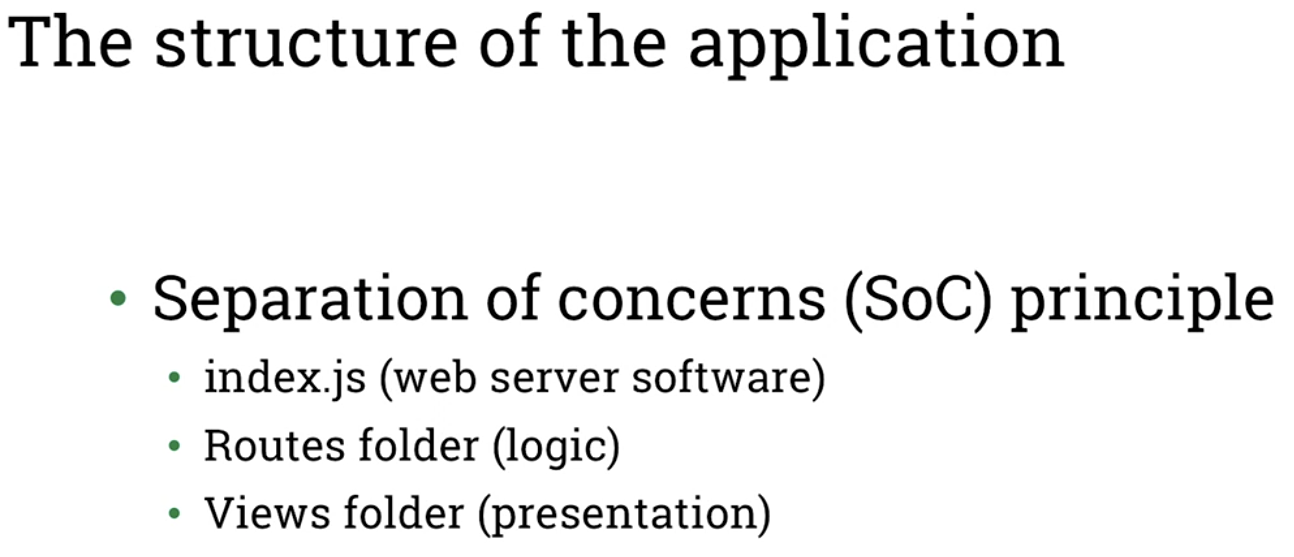 The structure of the application
• Separation of concerns (SoC) principle
• index.js (web server software)
• Routes folder (logic)
• Views folder (presentation)